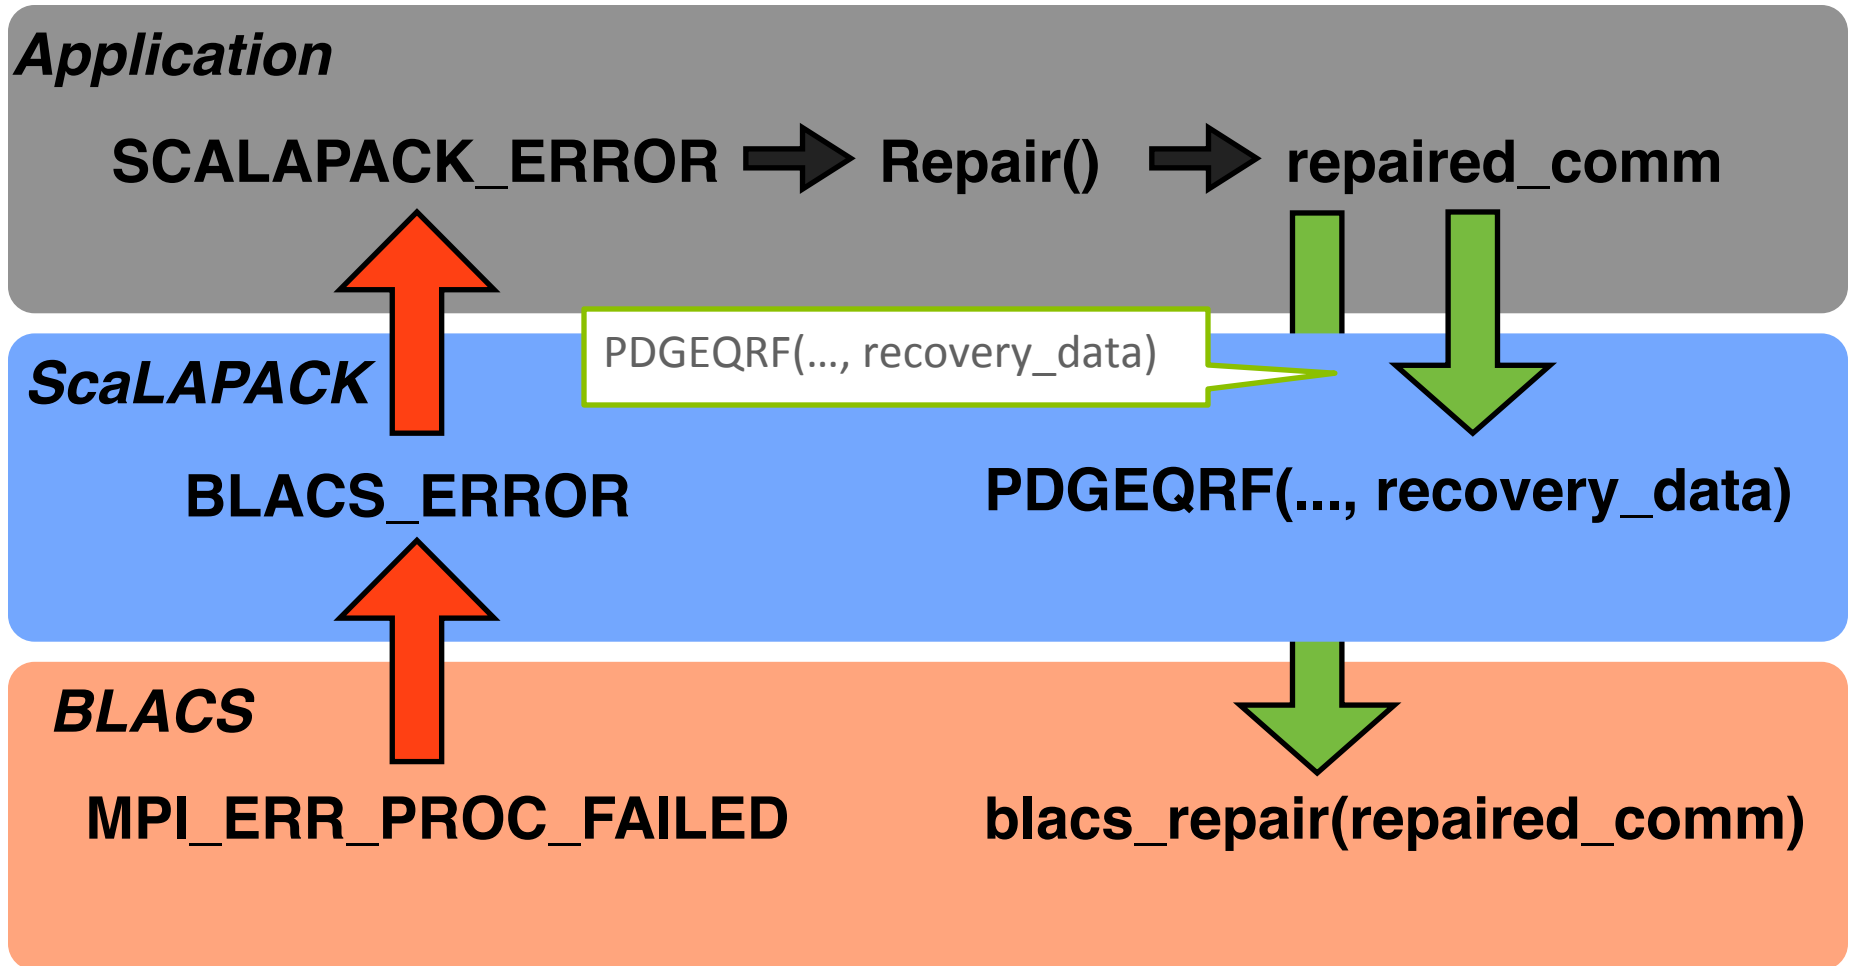 Application
SCALAPACK_ERROR Repair() repaired_comm
PDGEQRF(..., recovery_data)
ScaLAPACK
BLACS_ERROR PDGEQRF(..., recovery_data)
BLACS
MPI_ERR_PROC_FAILED blacs_repair(repaired_comm)